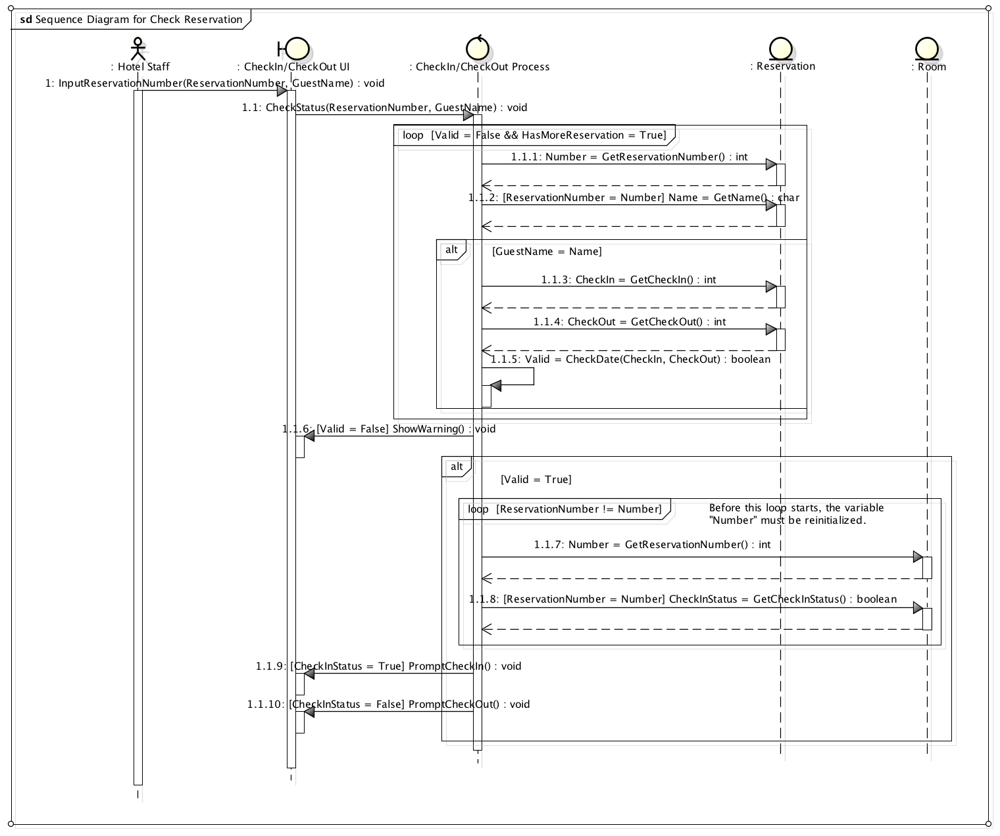 sd Sequence Diagram for Check Reservation
: Hotel Staff
: CheckIn/CheckOut UI
: CheckIn/CheckOut Process
: Reservation
: Room
1: InputReservationNumber(ReservationNumber, GuestName) : void
1.1: CheckStatus(ReservationNumber, GuestName) : void
loop [Valid = False && HasMoreReservation = True]
1.1.1: Number = GetReservationNumber() : int
1.1.2: [ReservationNumber = Number] Name = GetName() : char
alt
[GuestName = Name]
1.1.3: CheckIn = GetCheckIn() : int
1.1.4: CheckOut = GetCheckOut() : int
1.1.5: Valid = CheckDate(CheckIn, CheckOut) : boolean
1.1.6: [Valid = False] ShowWarning() : void
alt
[Valid = True]
loop [ReservationNumber != Number]
Before this loop starts, the variable
"Number" must be reinitialized.
1.1.7: Number = GetReservationNumber() : int
1.1.8: [ReservationNumber = Number] CheckInStatus = GetCheckInStatus() : boolean
1.1.9: [CheckInStatus = True] PromptCheckIn() : void
1.1.10: [CheckInStatus = False] PromptCheckOut() : void